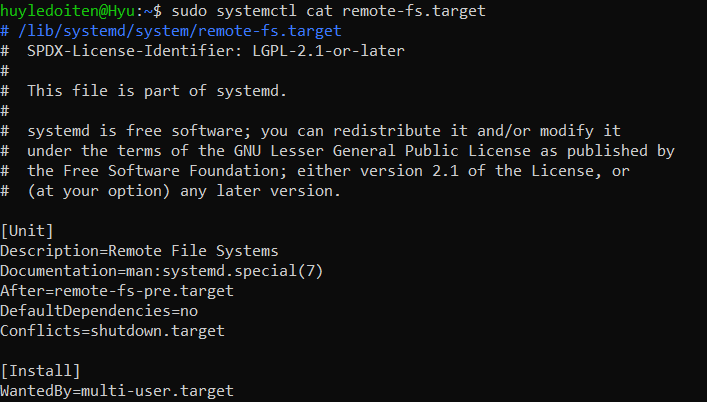 huyledoiten@Hyu:~$ sudo systemctl cat remote-fs.target
# /lib/systemd/system/remote-fs.target
#  SPDX-License-Identifier: LGPL-2.1-or-later
#
#  This file is part of systemd.
#
#  systemd is free software; you can redistribute it and/or modify it
#  under the terms of the GNU Lesser General Public License as published by
#  the Free Software Foundation; either version 2.1 of the License, or
#  (at your option) any later version.

[Unit]
Description=Remote File Systems
Documentation=man:systemd.special(7)
After=remote-fs-pre.target
DefaultDependencies=no
Conflicts=shutdown.target

[Install]
WantedBy=multi-user.target